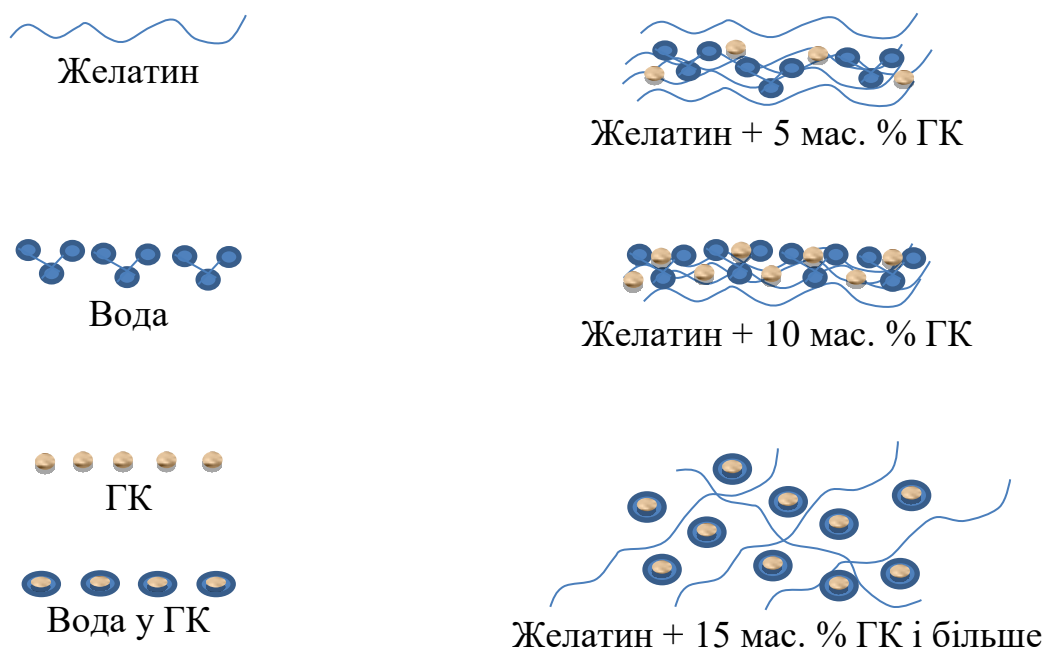 Желатин
Вода
ГК
Вода у ГК
Желатин + 5 мас. % ГК
Желатин + 10 мас. % ГК
Желатин + 15 мас. % ГК і більше